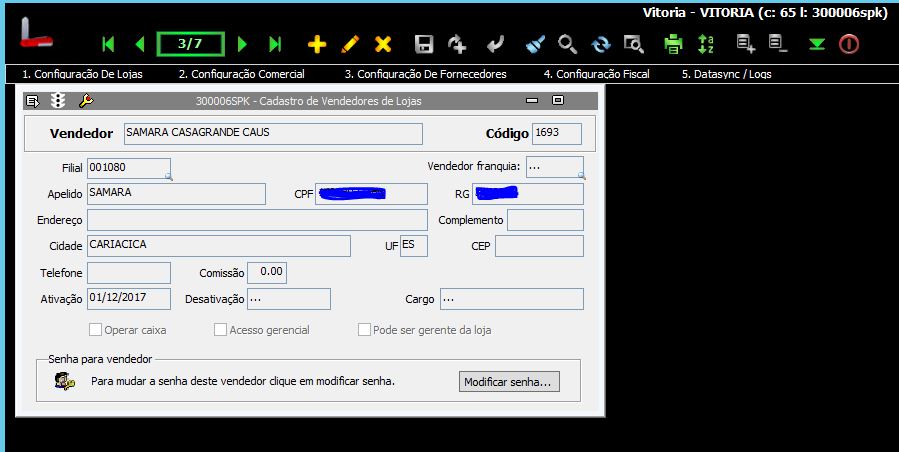 Vitoria - VITORIA (c: 65 l: 300006spk)
3/7
A Z
1. Configuração De Lojas 2. Configuração Comercial 3. Configuração De Fornecedores 4. Configuração Fiscal 5. Datasync / Logs
300006SPK - Cadastro de Vendedores de Lojas
Vendedor SAMARA CASAGRANDE CAUS Código 1693
Filial 001080 Vendedor franquia: ...
Apelido SAMARA CPF RG
Endereço Complemento
Cidade CARIACICA UF ES CEP
Telefone Comissão 0.00
Ativação 01/12/2017 Desativação ... Cargo ...
Operar caixa Acesso gerencial Pode ser gerente da loja
Senha para vendedor
Para mudar a senha deste vendedor clique em modificar senha. Modificar senha...